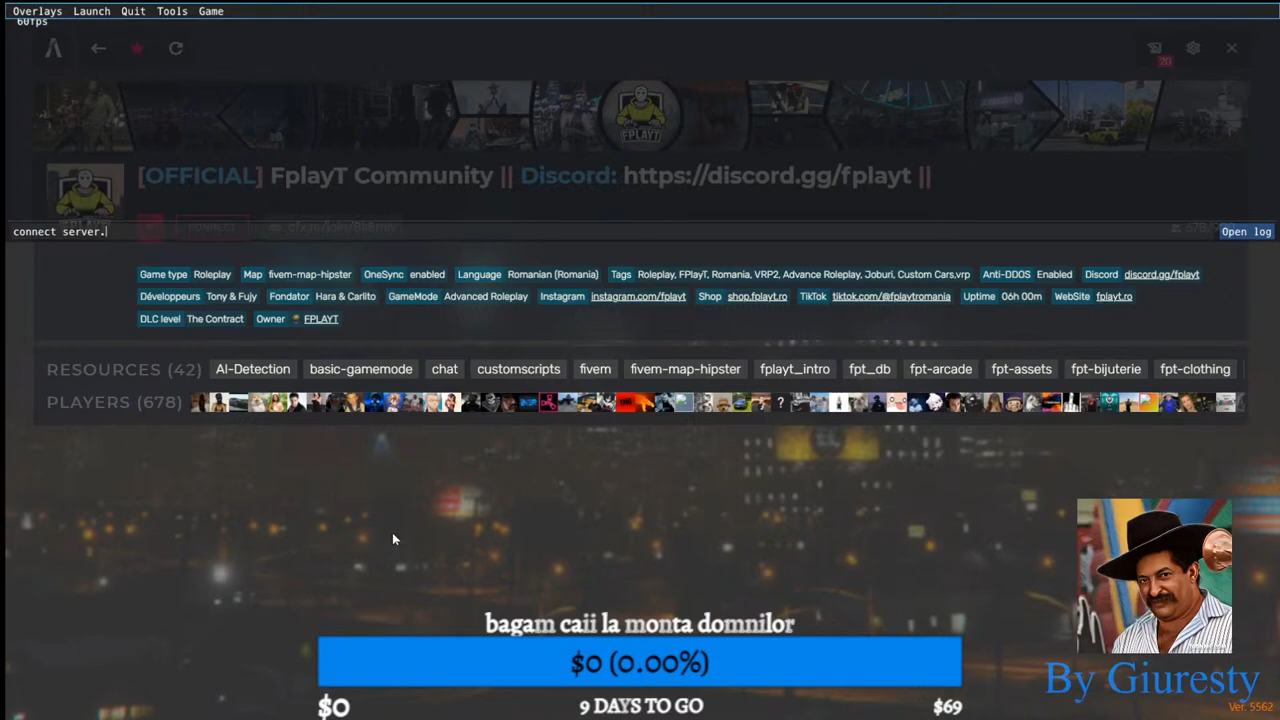 Overlays Launch Quit Tools Game
60fps
20
FPLAYT
[OFFICIAL] FplayT Community || Discord: https://discord.gg/fplayt ||
CONNECT
connect server.
Open log
Game type Roleplay Map fivem-map-hipster OneSync enabled Language Romanian (Romania) Tags Roleplay, FPlayT, Romania, VRP2, Advance Roleplay, Joburi, Custom Cars,vrp Anti-DDOS Enabled Discord discord.gg/fplayt
Développeurs Tony & Fujy Fondator Hara & Carlito GameMode Advanced Roleplay Instagram instagram.com/fplayt Shop shop.fplayt.ro TikTok tiktok.com/@fplaytromania Uptime 06h 00m WebSite fplayt.ro
DLC level The Contract Owner FPLAYT
RESOURCES (42) AI-Detection basic-gamemode chat customscripts fivem fivem-map-hipster fplayt_intro fpt_db fpt-arcade fpt-assets fpt-bijuterie fpt-clothing
PLAYERS (678)
bagam caii la monta domnilor
$0 (0.00%)
$0 9 DAYS TO GO $69
By Giuresty
Ver. 5562